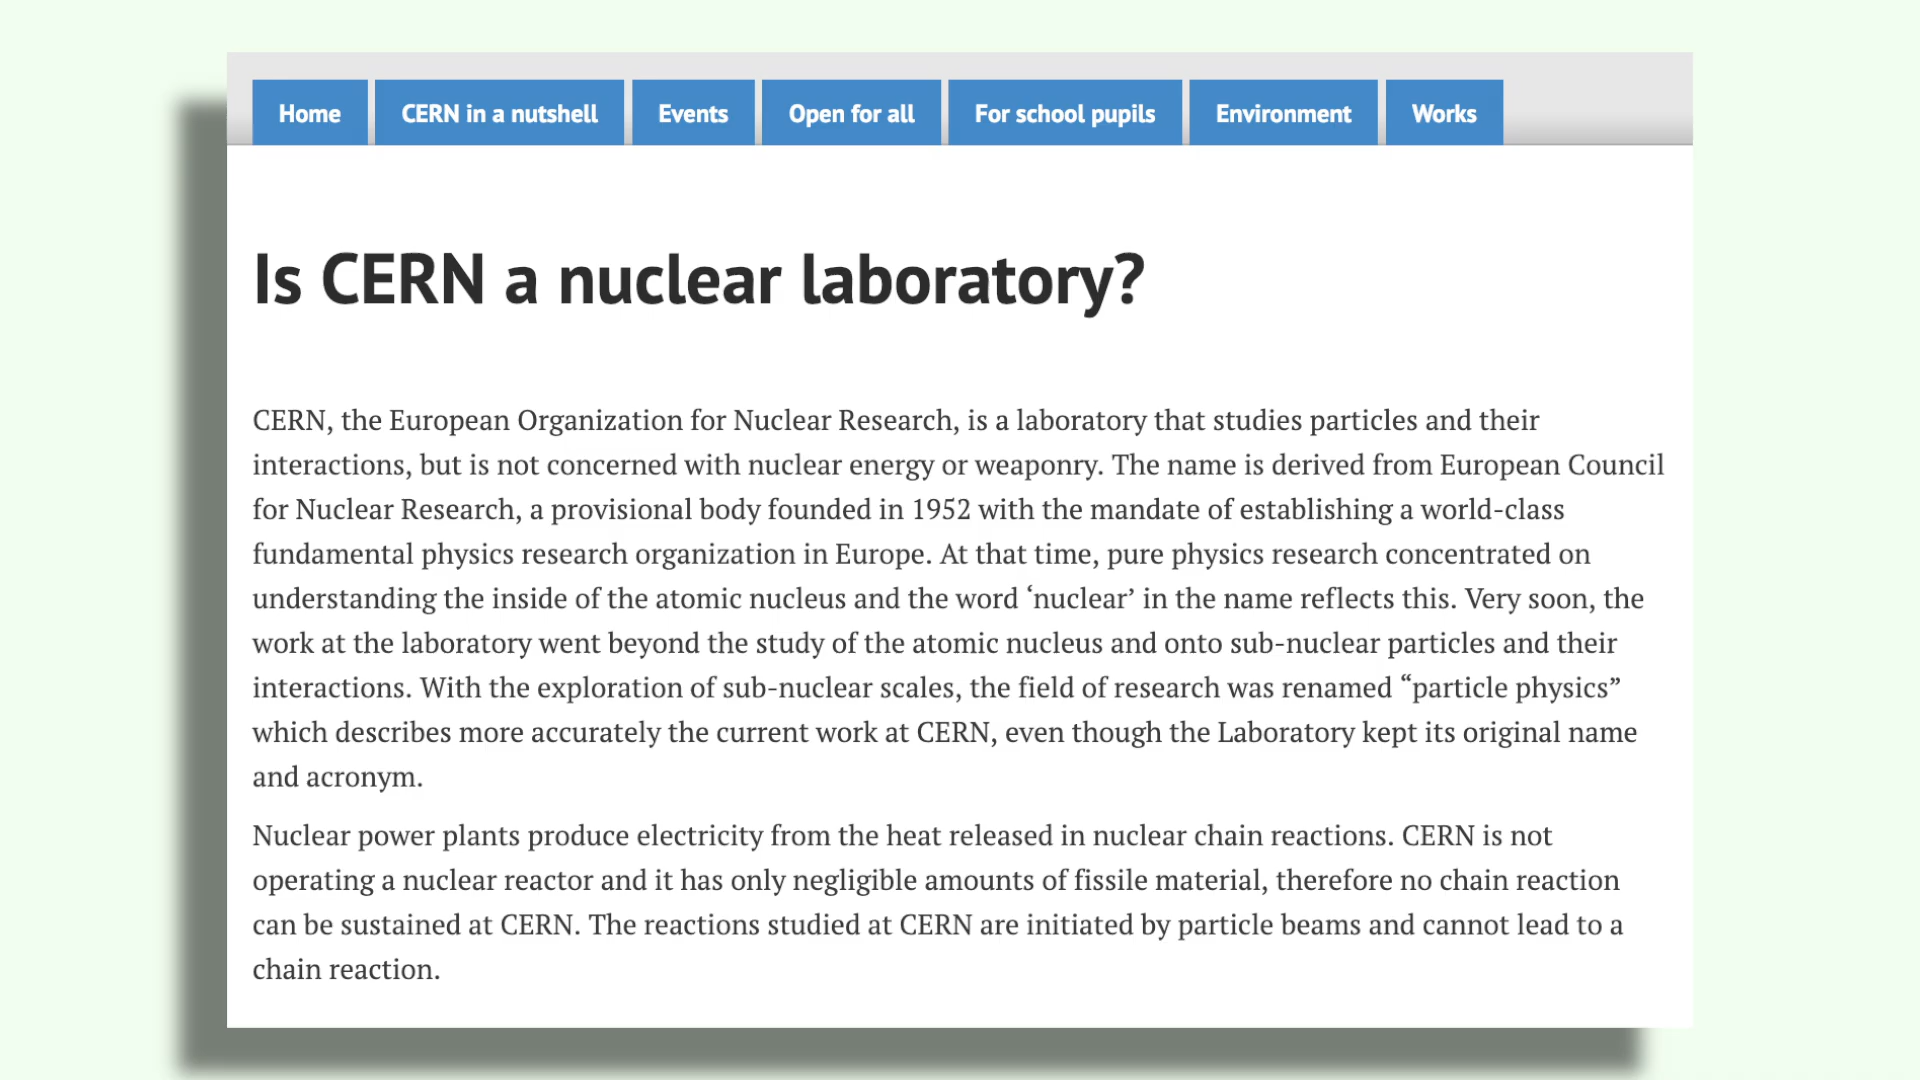 Home CERN in a nutshell Events Open for all For school pupils Environment Works
Is CERN a nuclear laboratory?
CERN, the European Organization for Nuclear Research, is a laboratory that studies particles and their
interactions, but is not concerned with nuclear energy or weaponry. The name is derived from European Council
for Nuclear Research, a provisional body founded in 1952 with the mandate of establishing a world-class
fundamental physics research organization in Europe. At that time, pure physics research concentrated on
understanding the inside of the atomic nucleus and the word ‘nuclear’ in the name reflects this. Very soon, the
work at the laboratory went beyond the study of the atomic nucleus and onto sub-nuclear particles and their
interactions. With the exploration of sub-nuclear scales, the field of research was renamed “particle physics”
which describes more accurately the current work at CERN, even though the Laboratory kept its original name
and acronym.
Nuclear power plants produce electricity from the heat released in nuclear chain reactions. CERN is not
operating a nuclear reactor and it has only negligible amounts of fissile material, therefore no chain reaction
can be sustained at CERN. The reactions studied at CERN are initiated by particle beams and cannot lead to a
chain reaction.